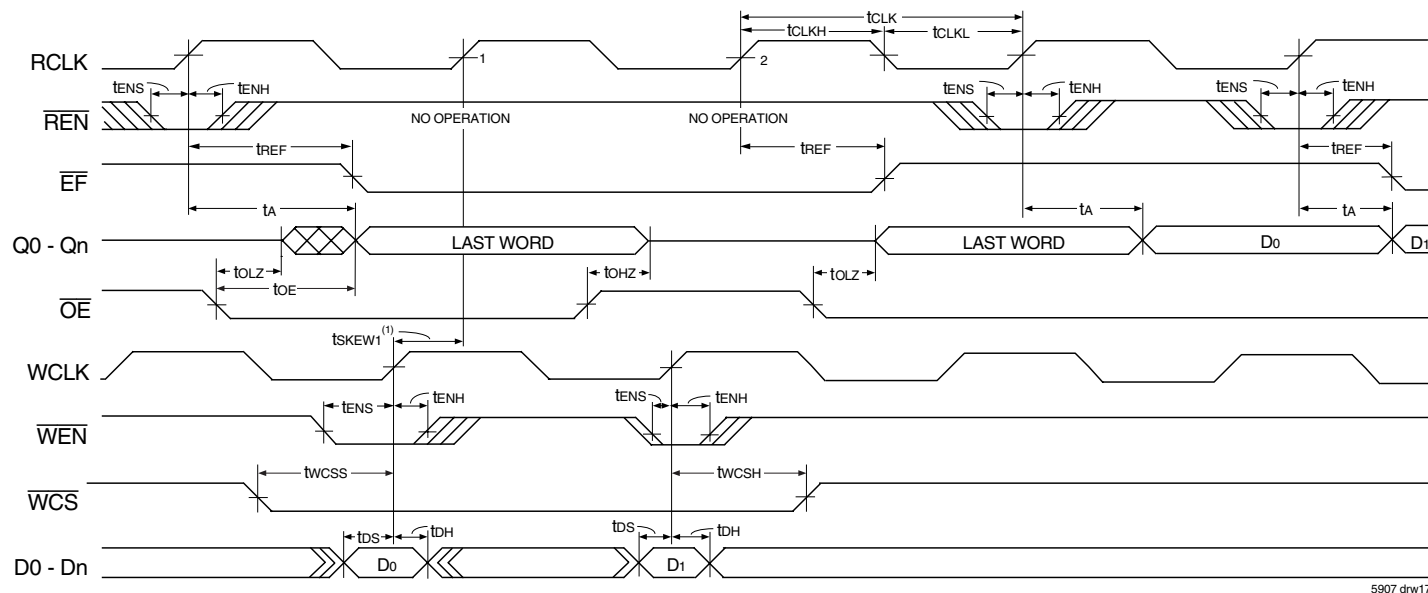 tCLK
tCLKH
tCLKL
RCLK
1
2
tENS
tENH
tENS
tENH
tENS
tENH
REN
NO OPERATION
NO OPERATION
tREF
tREF
tREF
EF
tA
tA
tA
Q0 - Qn
LAST WORD
LAST WORD
D0
D1
tOLZ
tOHZ
tOLZ
tOE
OE
tSKEW1(1)
WCLK
tENS
tENH
tENS
tENH
WEN
tWCSS
tWCSH
WCS
tDS
tDH
tDS
tDH
D0 - Dn
D0
D1
5907 drw17